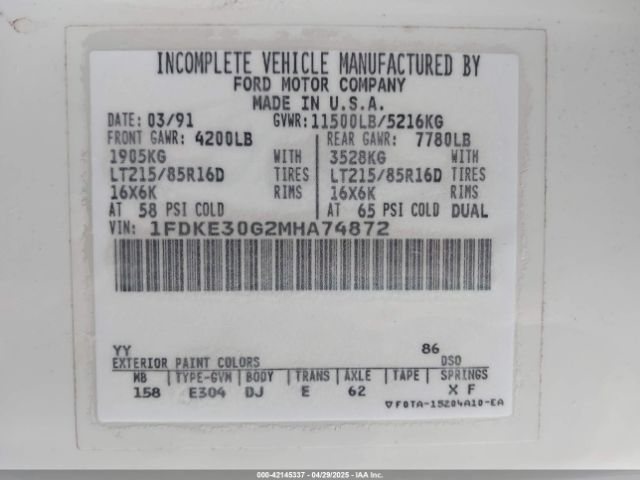 INCOMPLETE VEHICLE MANUFACTURED BY
FORD MOTOR COMPANY
MADE IN U.S.A.
DATE: 03/91 GVWR: 11500LB/5216KG
FRONT GAWR: 4200LB REAR GAWR: 7780LB
1905KG WITH 3528KG WITH
LT215/85R16D TIRES LT215/85R16D TIRES
16X6K RIMS 16X6K RIMS
AT 58 PSI COLD AT 65 PSI COLD DUAL
VIN: 1FDKE30G2MHA74872
YY 86
EXTERIOR PAINT COLORS DSO
WB TYPE-GVM BODY TRANS AXLE TAPE SPRINGS
158 E304 DJ E 62 X F
▽F0TA-15204A10-EA
000-42145337 - 04/29/2025 - IAAI.COM